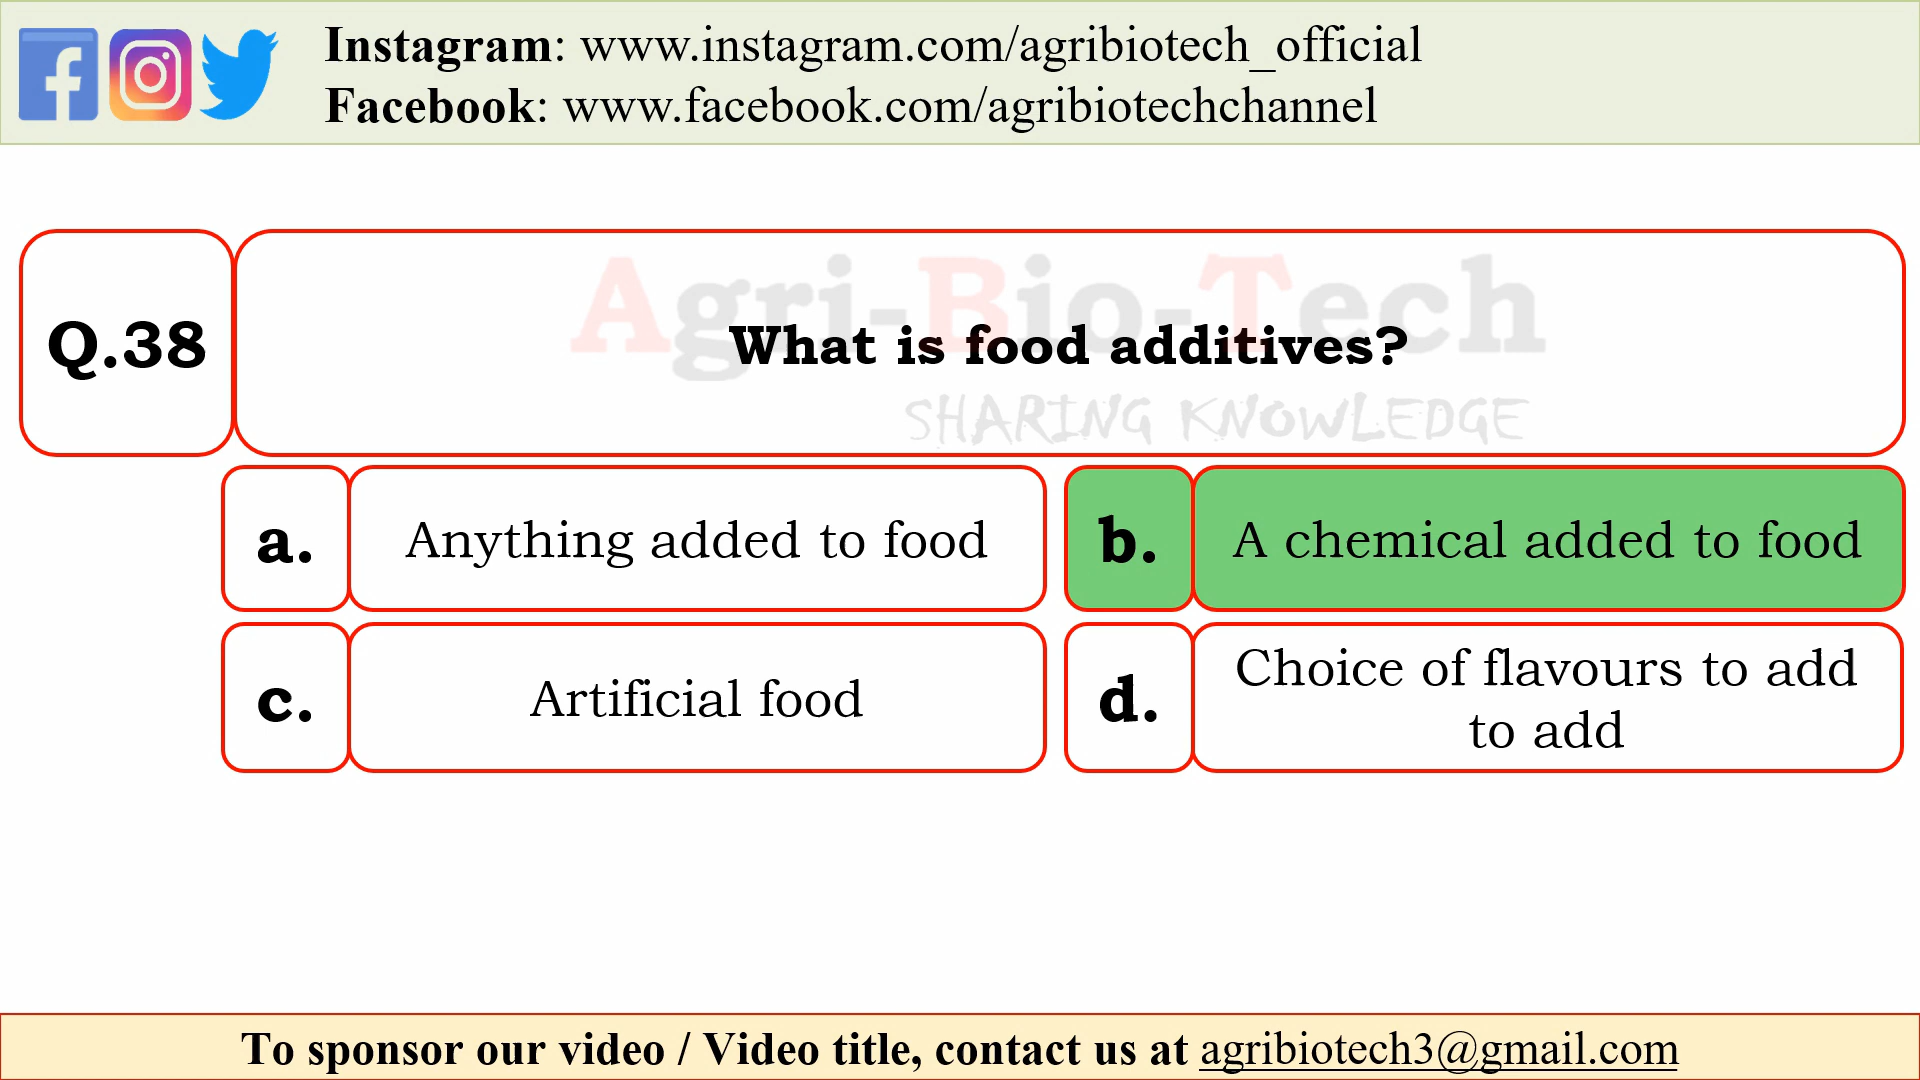 Instagram: www.instagram.com/agribiotech_official
Facebook: www.facebook.com/agribiotechchannel
Agri-Bio-Tech
SHARING KNOWLEDGE
Q.38
What is food additives?
a.
Anything added to food
b.
A chemical added to food
c.
Artificial food
d.
Choice of flavours to add
to add
To sponsor our video / Video title, contact us at agribiotech3@gmail.com